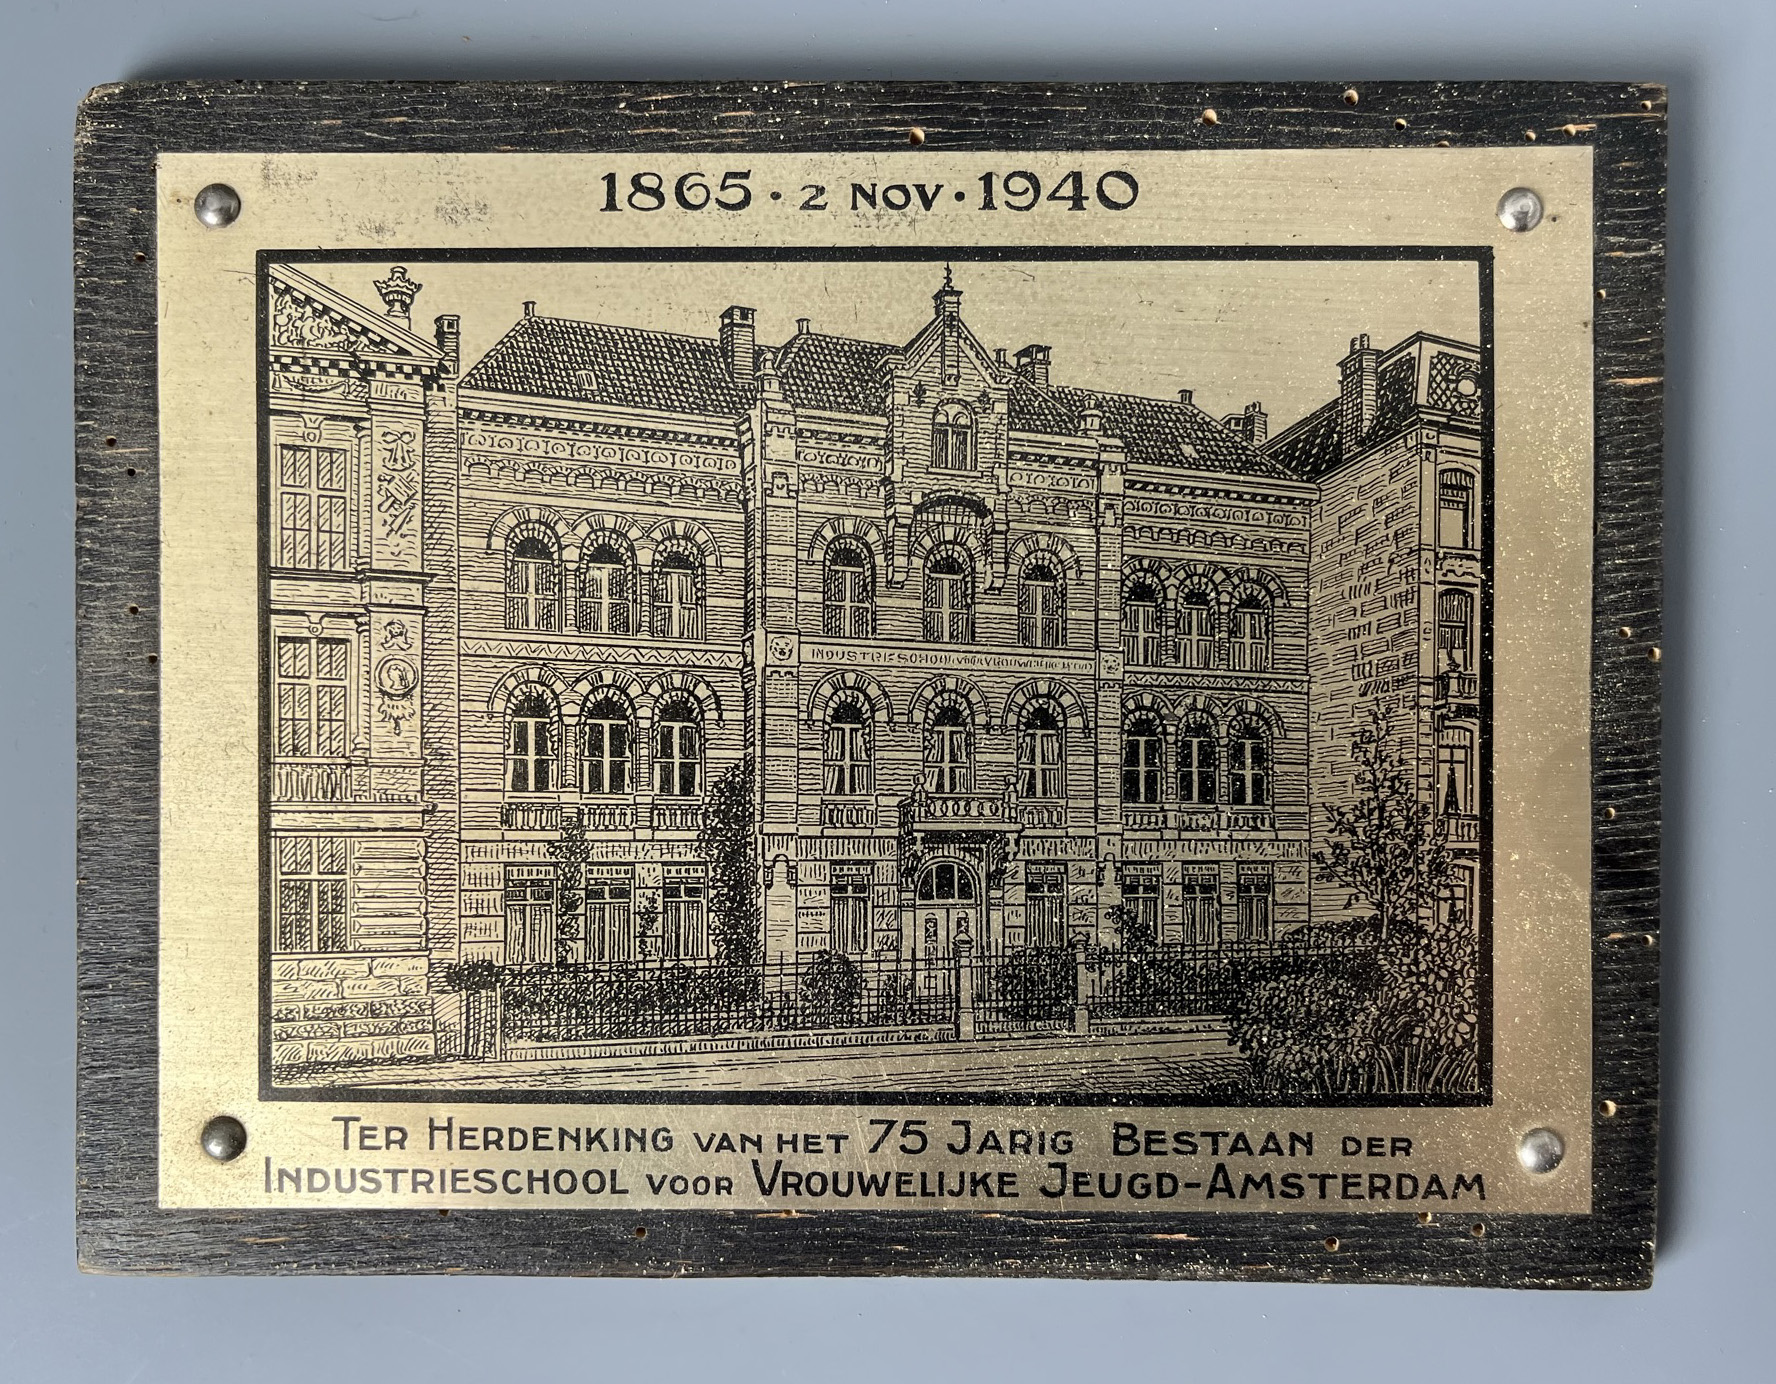 1865 · 2 NOV · 1940
INDUSTRIESCHOOL VOOR VROUWELIJKE JEUGD
TER HERDENKING VAN HET 75 JARIG BESTAAN DER
INDUSTRIESCHOOL VOOR VROUWELIJKE JEUGD-AMSTERDAM